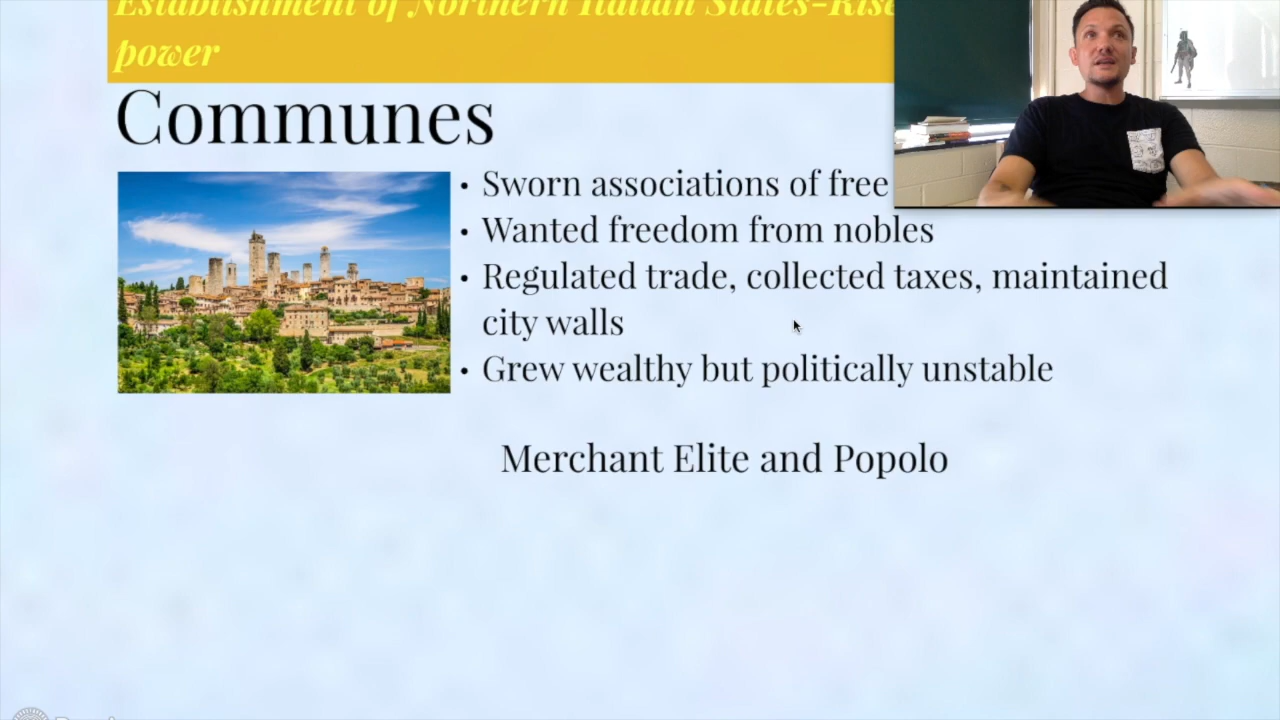 Establishment of Northern Italian States-Rise
power
Communes
• Sworn associations of free
• Wanted freedom from nobles
• Regulated trade, collected taxes, maintained
city walls
• Grew wealthy but politically unstable
Merchant Elite and Popolo